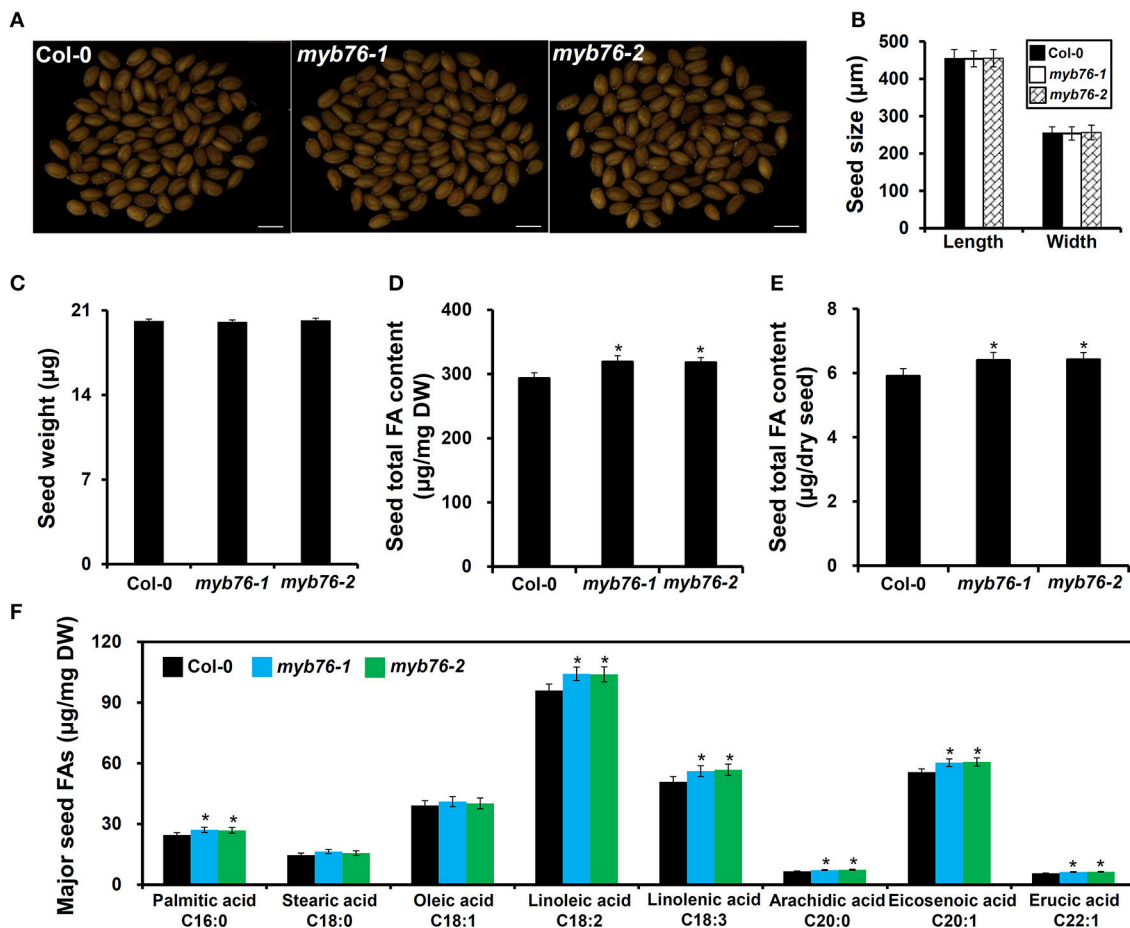 A
Col-0
myb76-1
myb76-2
B
Seed size (µm)
500
400
300
200
100
0
Col-0
myb76-1
myb76-2
Length
Width
C
Seed weight (µg)
21
14
7
0
Col-0
myb76-1
myb76-2
D
Seed total FA content
(µg/mg DW)
400
300
200
100
0
*
*
Col-0
myb76-1
myb76-2
E
Seed total FA content
(µg/dry seed)
8
6
4
2
0
*
*
Col-0
myb76-1
myb76-2
F
Major seed FAs (µg/mg DW)
120
90
60
30
0
Col-0
myb76-1
myb76-2
* *
* *
* *
* *
* *
* *
Palmitic acid
C16:0
Stearic acid
C18:0
Oleic acid
C18:1
Linoleic acid
C18:2
Linolenic acid
C18:3
Arachidic acid
C20:0
Eicosenoic acid
C20:1
Erucic acid
C22:1